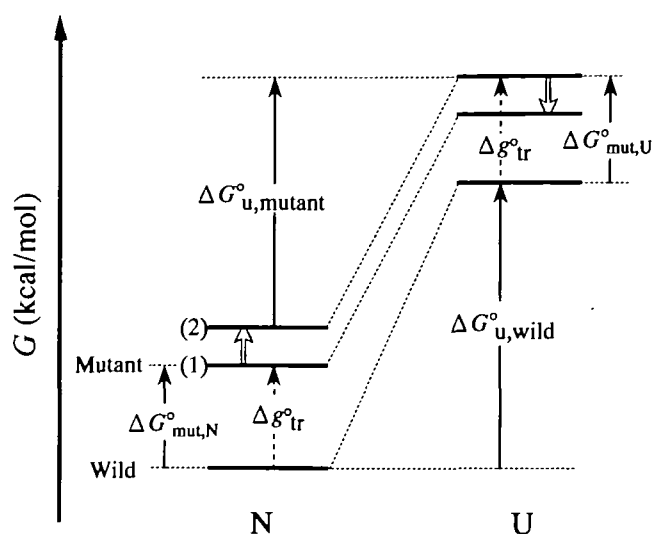 G (kcal/mol)
ΔG°u,mutant
Δg°tr
ΔG°mut,U
ΔG°u,wild
(2)
Mutant (1)
ΔG°mut,N
Δg°tr
Wild
N U